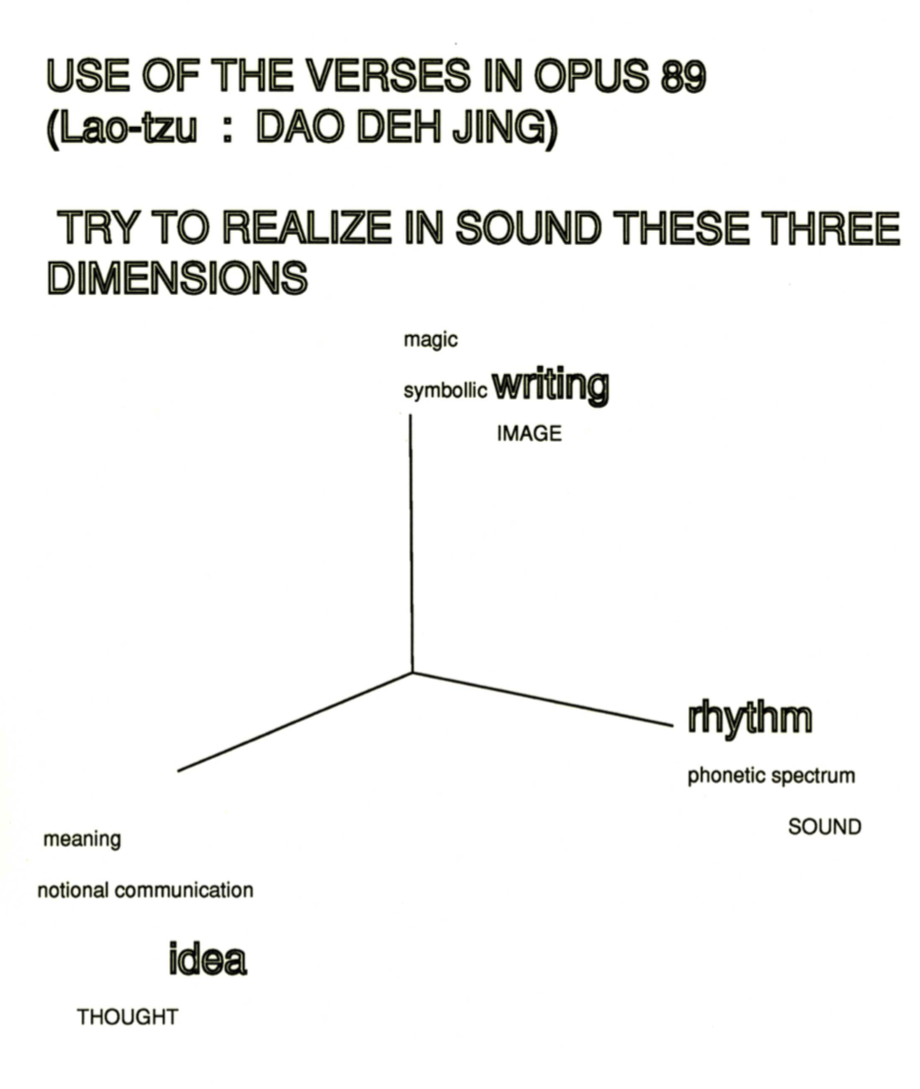 USE OF THE VERSES IN OPUS 89
(Lao-tzu : DAO DEH JING)
TRY TO REALIZE IN SOUND THESE THREE
DIMENSIONS
magic
symbollic writing
IMAGE
rhythm
phonetic spectrum
SOUND
meaning
notional communication
idea
THOUGHT